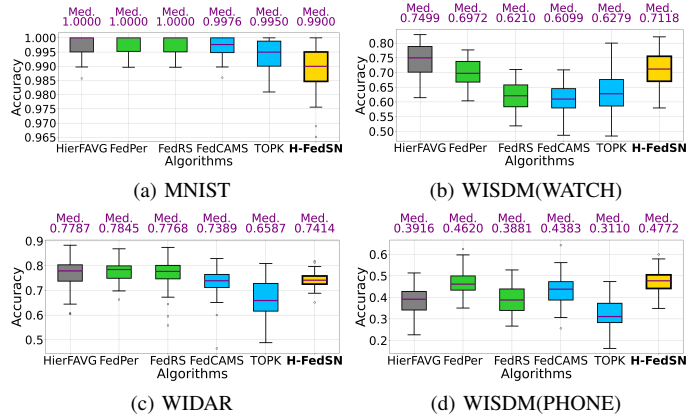 Med. Med. Med. Med. Med. Med.
1.0000 1.0000 1.0000 0.9976 0.9950 0.9900
Accuracy
1.000
0.995
0.990
0.985
0.980
0.975
0.970
0.965
HierFAVG FedPer FedRS FedCAMS TOPK H-FedSN
Algorithms
(a) MNIST
Med. Med. Med. Med. Med. Med.
0.7499 0.6972 0.6210 0.6099 0.6279 0.7118
Accuracy
0.80
0.75
0.70
0.65
0.60
0.55
0.50
HierFAVG FedPer FedRS FedCAMS TOPK H-FedSN
Algorithms
(b) WISDM(WATCH)
Med. Med. Med. Med. Med. Med.
0.7787 0.7845 0.7768 0.7389 0.6587 0.7414
Accuracy
0.9
0.8
0.7
0.6
0.5
HierFAVG FedPer FedRS FedCAMS TOPK H-FedSN
Algorithms
(c) WIDAR
Med. Med. Med. Med. Med. Med.
0.3916 0.4620 0.3881 0.4383 0.3110 0.4772
Accuracy
0.6
0.5
0.4
0.3
0.2
HierFAVG FedPer FedRS FedCAMS TOPK H-FedSN
Algorithms
(d) WISDM(PHONE)